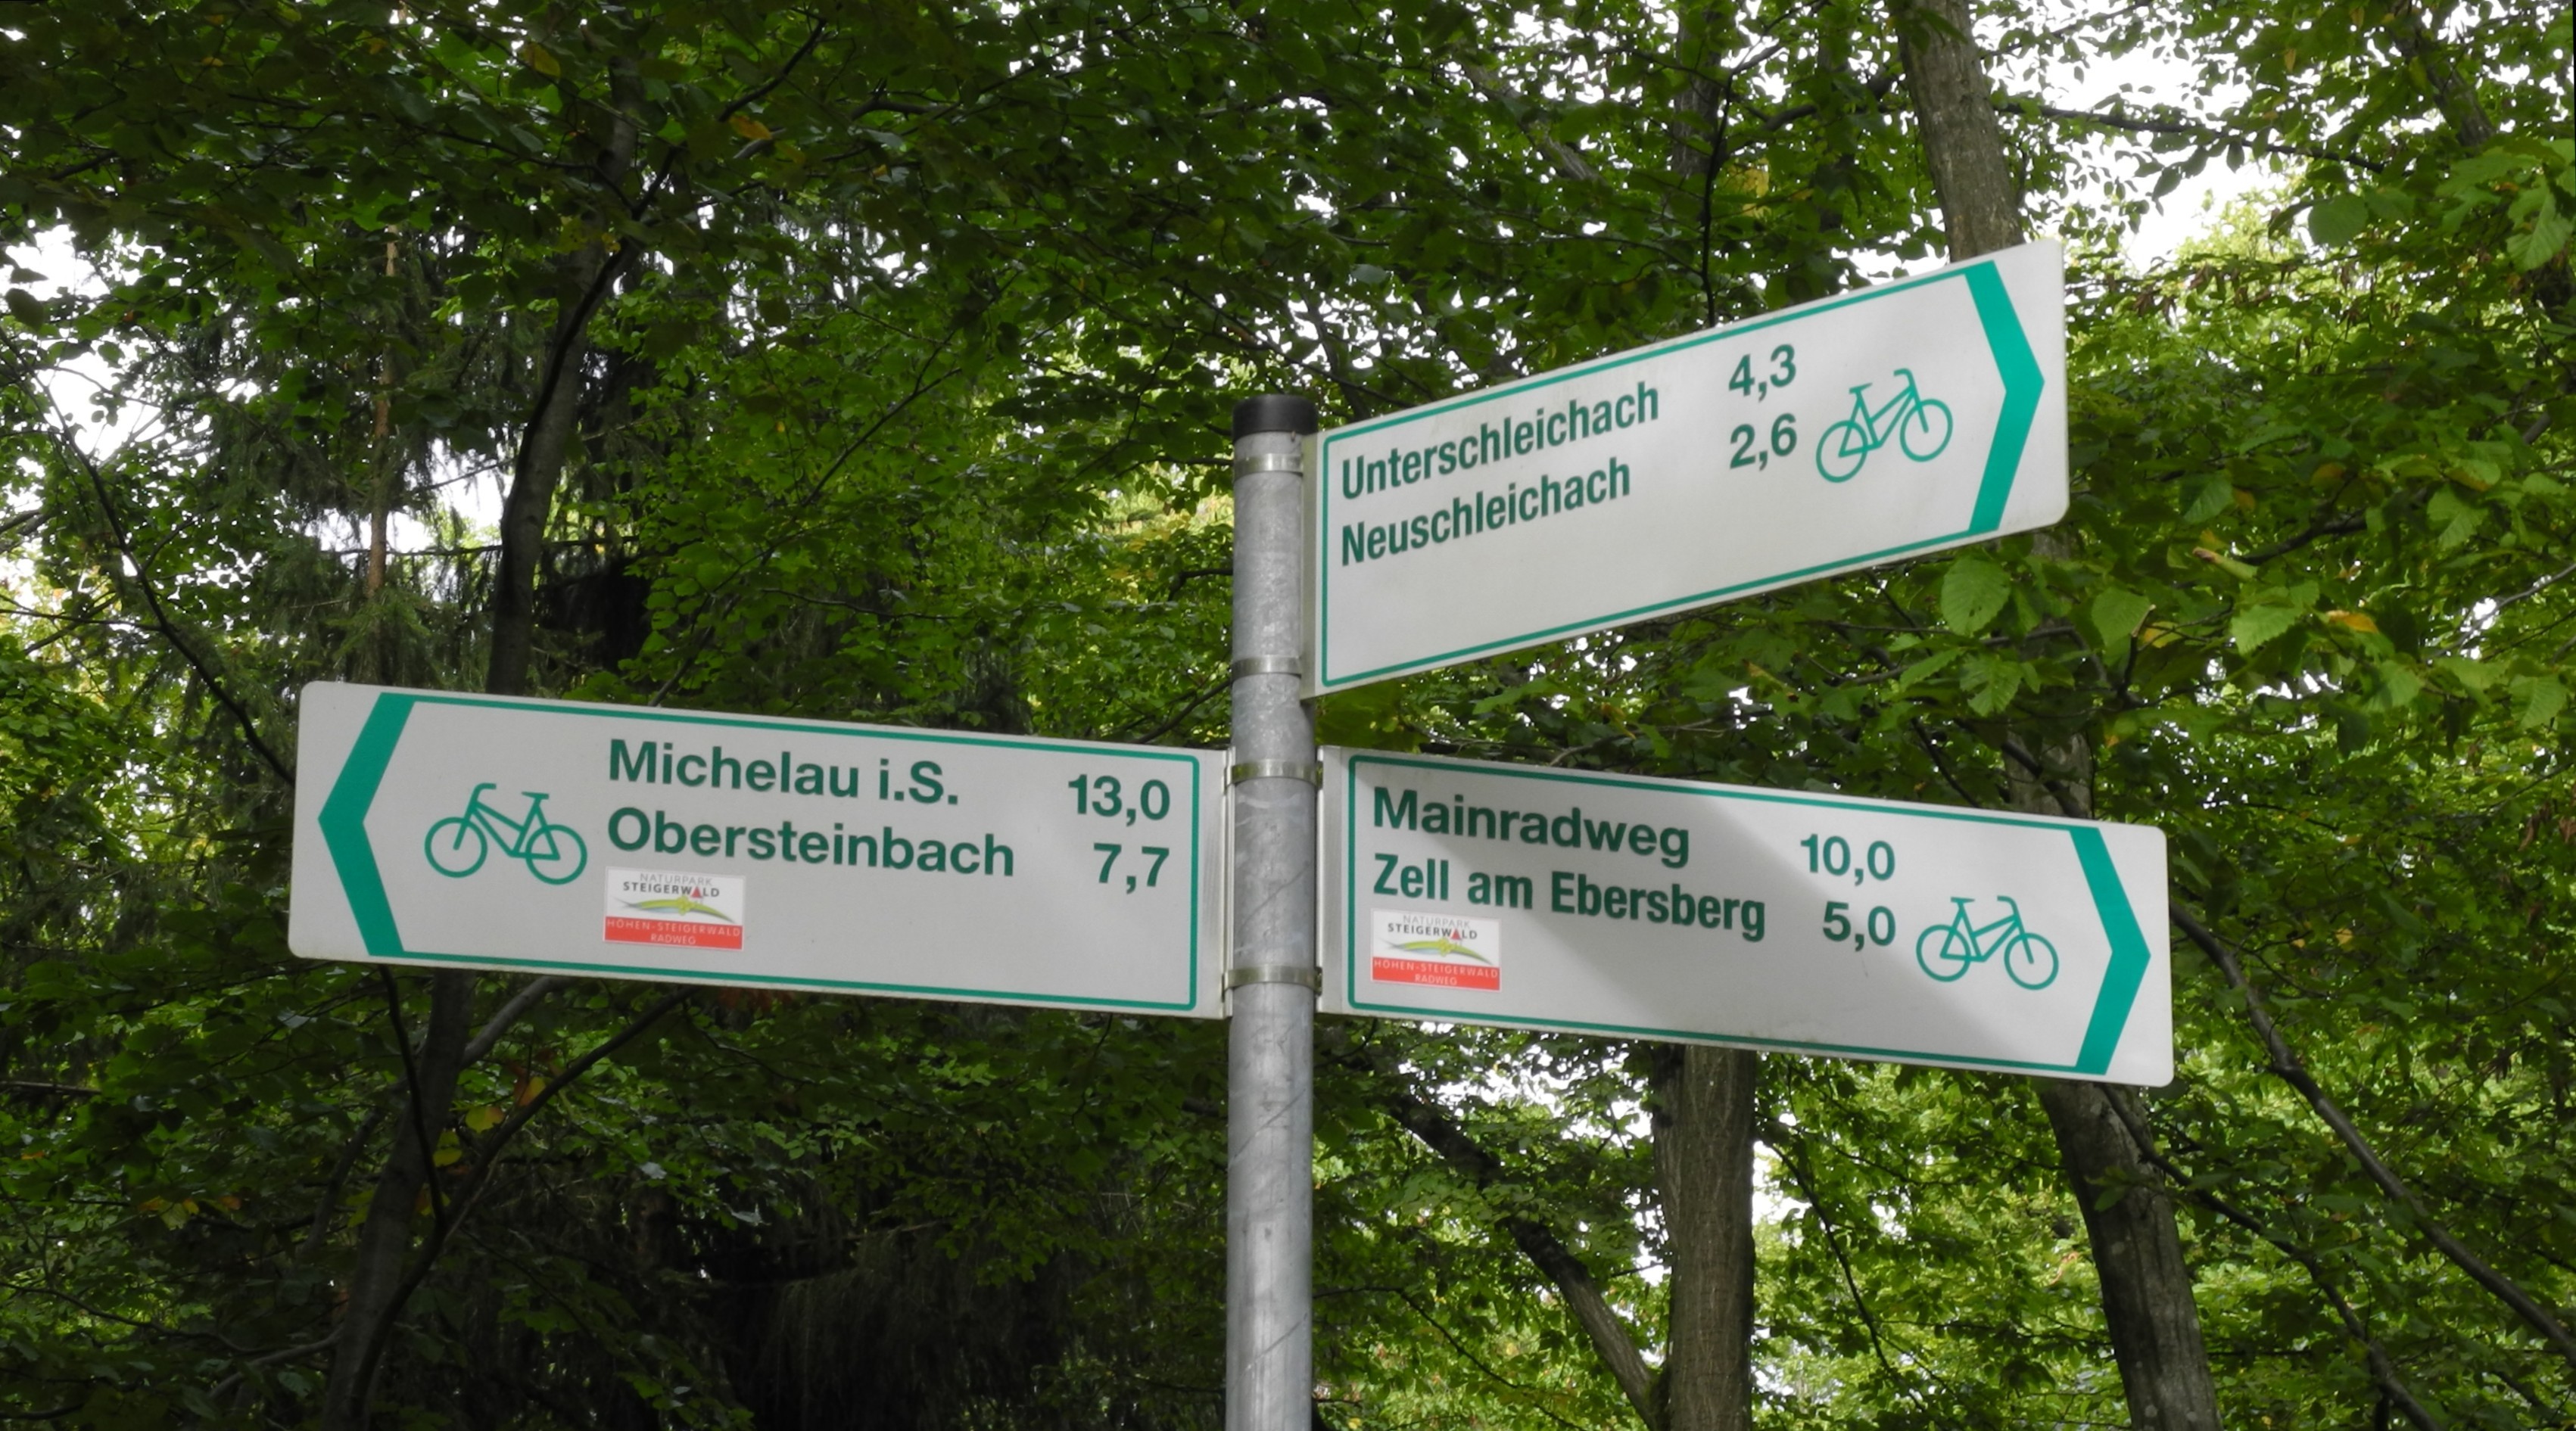 Unterschleichach 4,3
Neuschleichach 2,6
Michelau i.S. 13,0
Obersteinbach 7,7
NATURPARK
STEIGERWALD
HÖHEN-STEIGERWALD
RADWEG
Mainradweg 10,0
Zell am Ebersberg 5,0
NATURPARK
STEIGERWALD
HÖHEN-STEIGERWALD
RADWEG